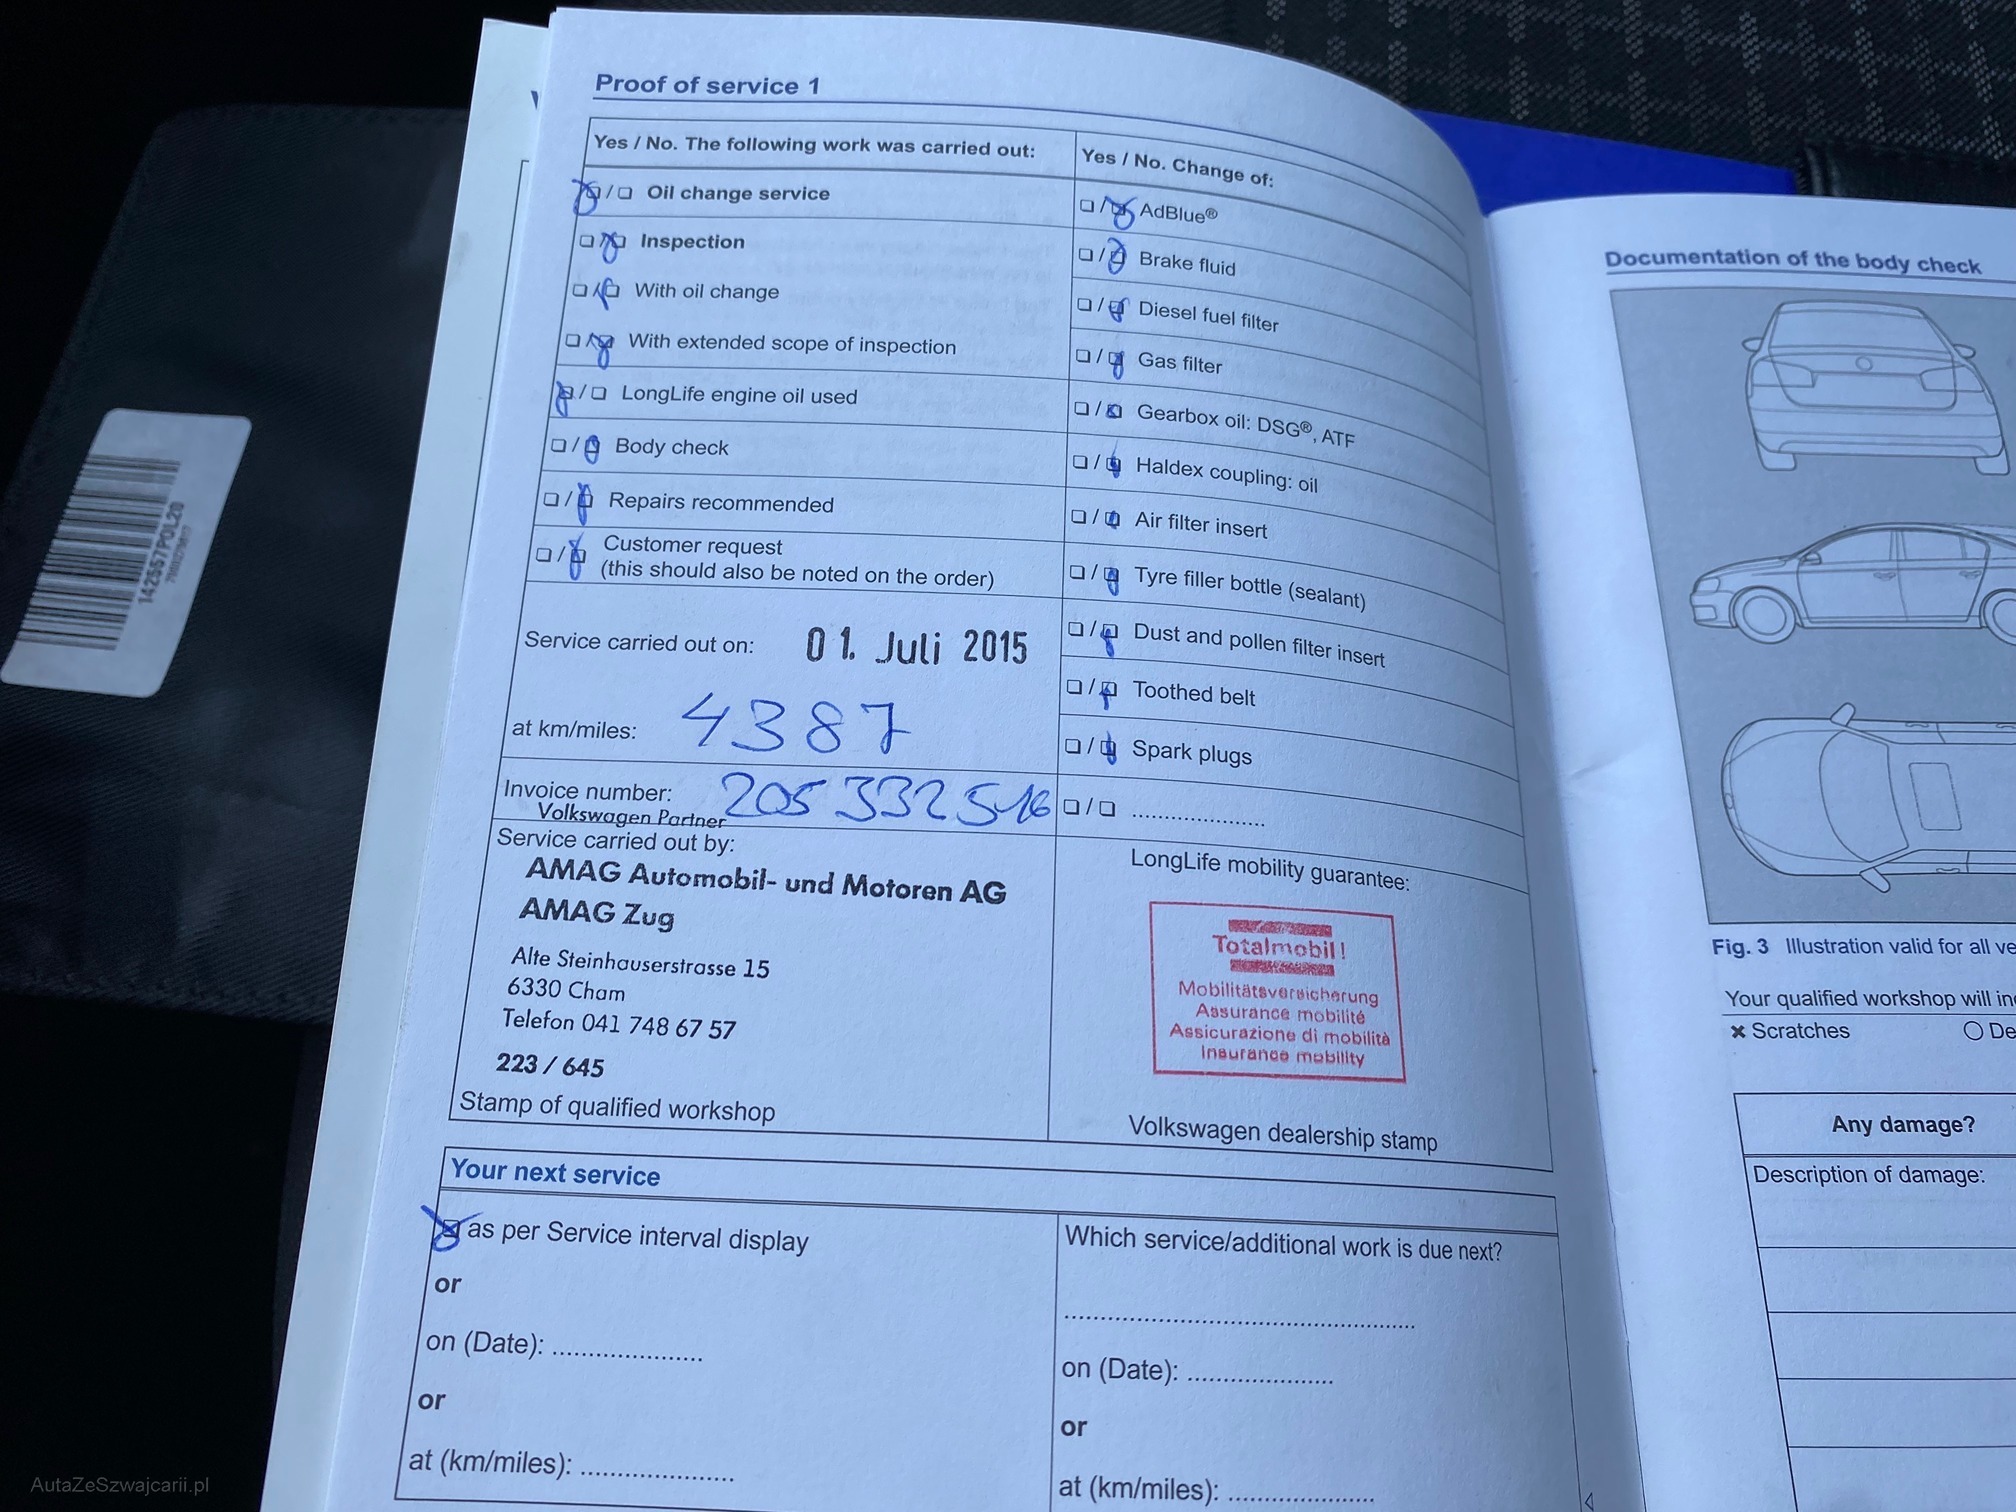 Proof of service 1
Yes / No. The following work was carried out:
☒ / ☐ Oil change service
☐ / ☒ Inspection
☐ / ☒ With oil change
☐ / ☒ With extended scope of inspection
☒ / ☐ LongLife engine oil used
☐ / ☒ Body check
☐ / ☒ Repairs recommended
☐ / ☒ Customer request
(this should also be noted on the order)
Service carried out on: 01. Juli 2015
at km/miles: 4387
Invoice number: 205332516
Volkswagen Partner
Service carried out by:
AMAG Automobil- und Motoren AG
AMAG Zug
Alte Steinhauserstrasse 15
6330 Cham
Telefon 041 748 67 57
223 / 645
Stamp of qualified workshop
Yes / No. Change of:
☐ / ☒ AdBlue®
☐ / ☒ Brake fluid
☐ / ☒ Diesel fuel filter
☐ / ☒ Gas filter
☐ / ☒ Gearbox oil: DSG®, ATF
☐ / ☒ Haldex coupling: oil
☐ / ☒ Air filter insert
☐ / ☒ Tyre filler bottle (sealant)
☐ / ☒ Dust and pollen filter insert
☐ / ☒ Toothed belt
☐ / ☒ Spark plugs
☐ / ☐ ......................
LongLife mobility guarantee:
Totalmobil!
Mobilitätsversicherung
Assurance mobilité
Assicurazione di mobilità
Insurance mobility
Volkswagen dealership stamp
Your next service
☒ as per Service interval display
or
on (Date): .....................
or
at (km/miles): .....................
Which service/additional work is due next?
..................................................
on (Date): .....................
or
at (km/miles): .....................
Documentation of the body check
Fig. 3 Illustration valid for all ve
Your qualified workshop will in
✖ Scratches ○ De
Any damage?
Description of damage:
142557P0L20
AutaZeSzwajcarii.pl